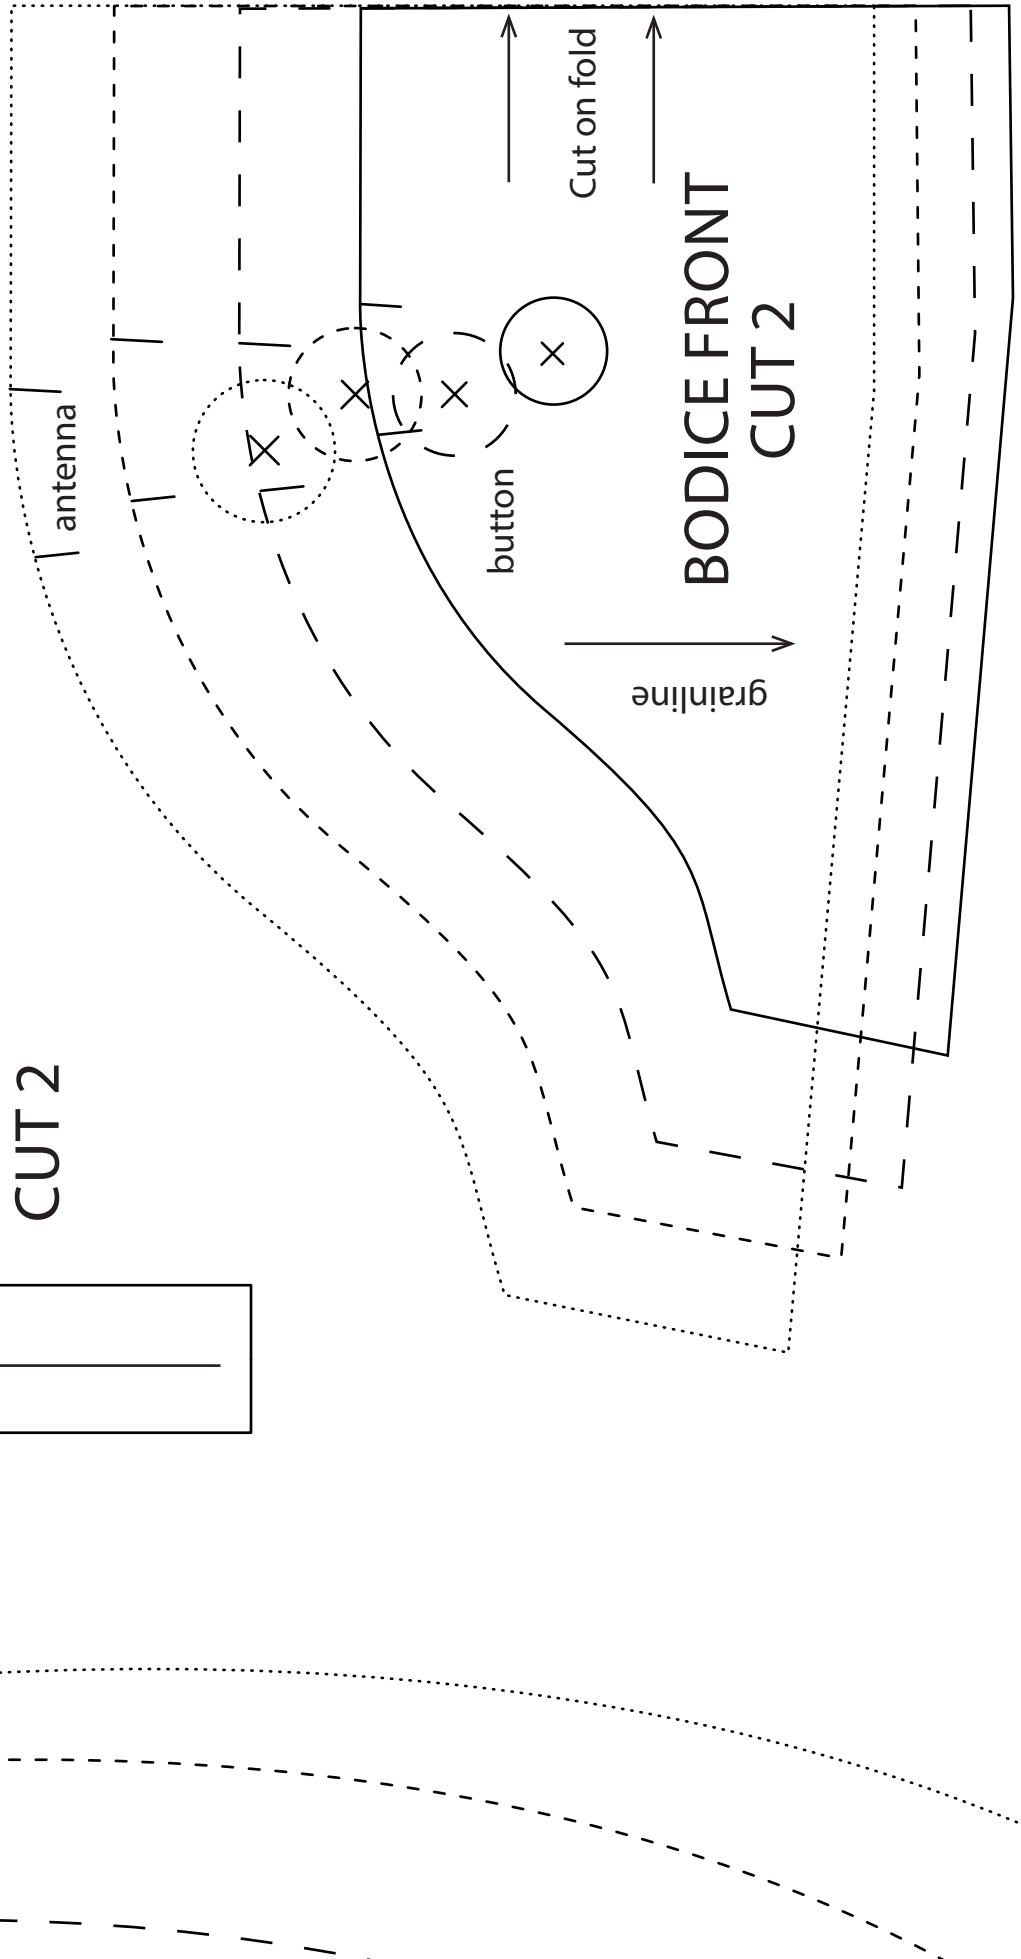 antenna
button
Cut on fold
BODICE FRONT
CUT 2
grainline
CUT 2